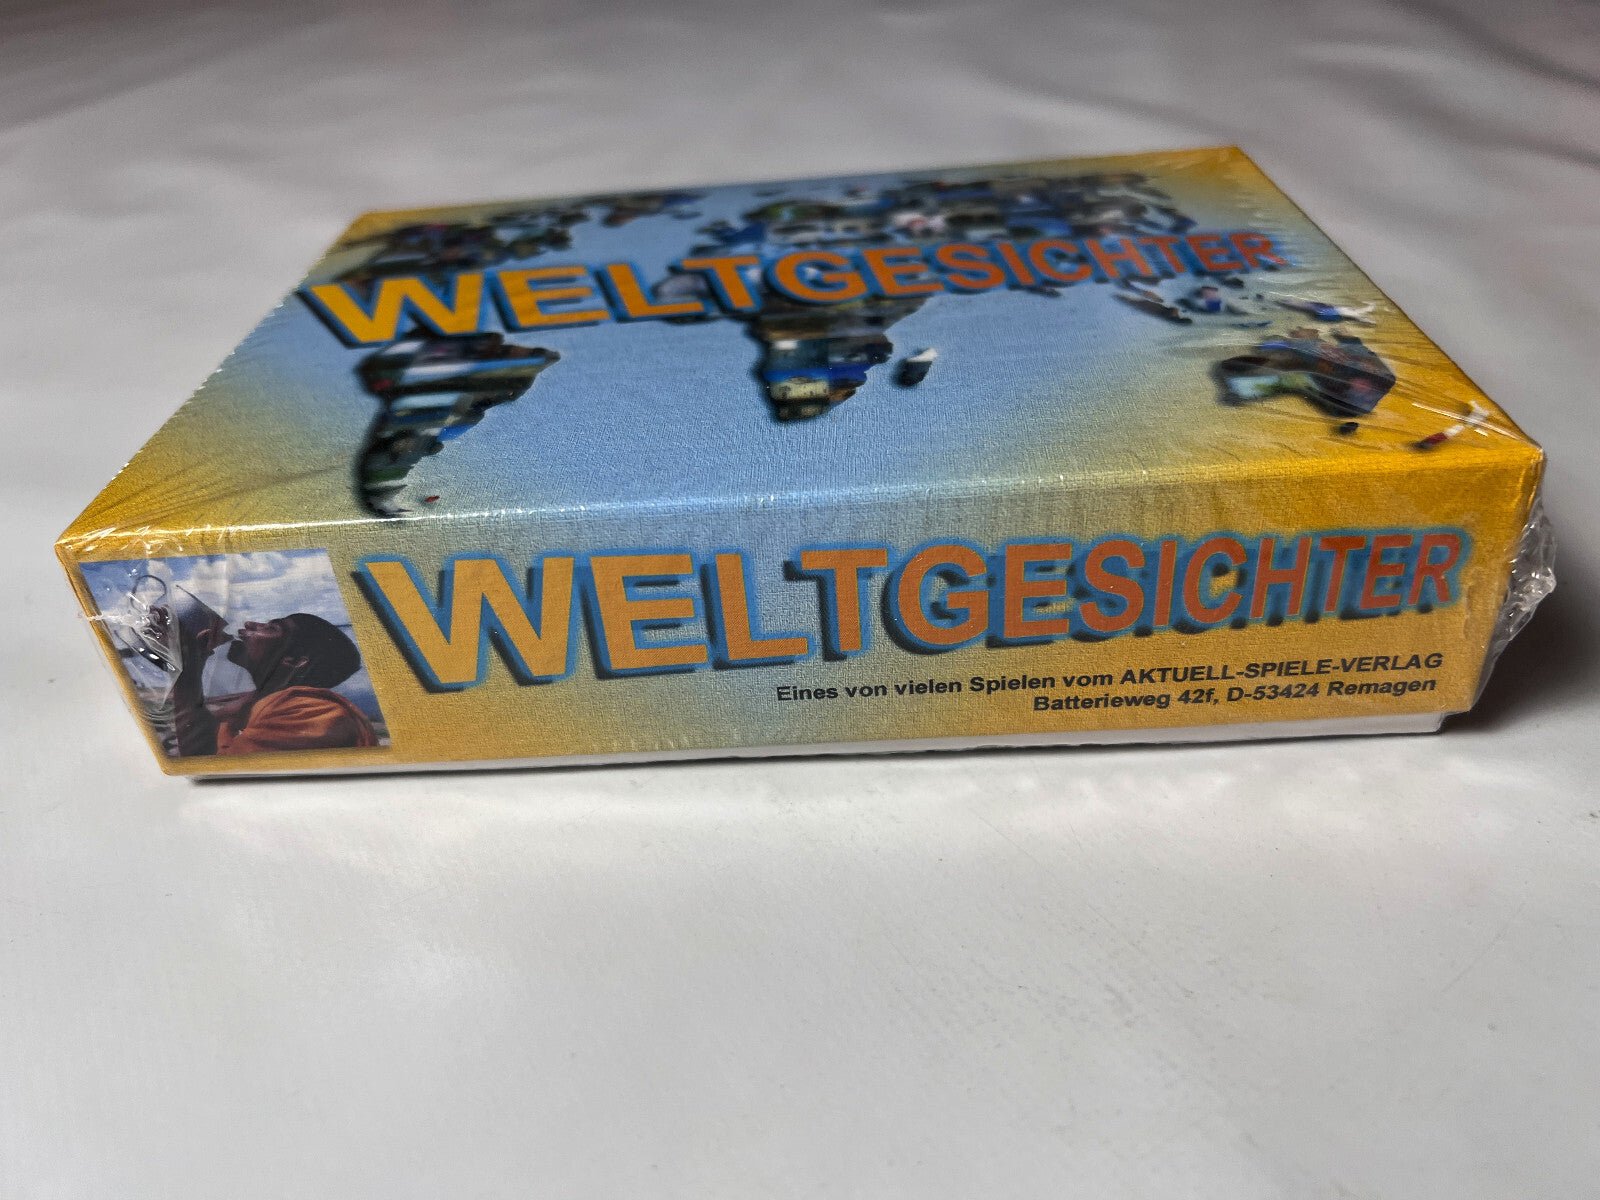 WELTGESICHTER
WELTGESICHTER
Eines von vielen Spielen vom AKTUELL-SPIELE-VERLAG
Batterieweg 42f, D-53424 Remagen